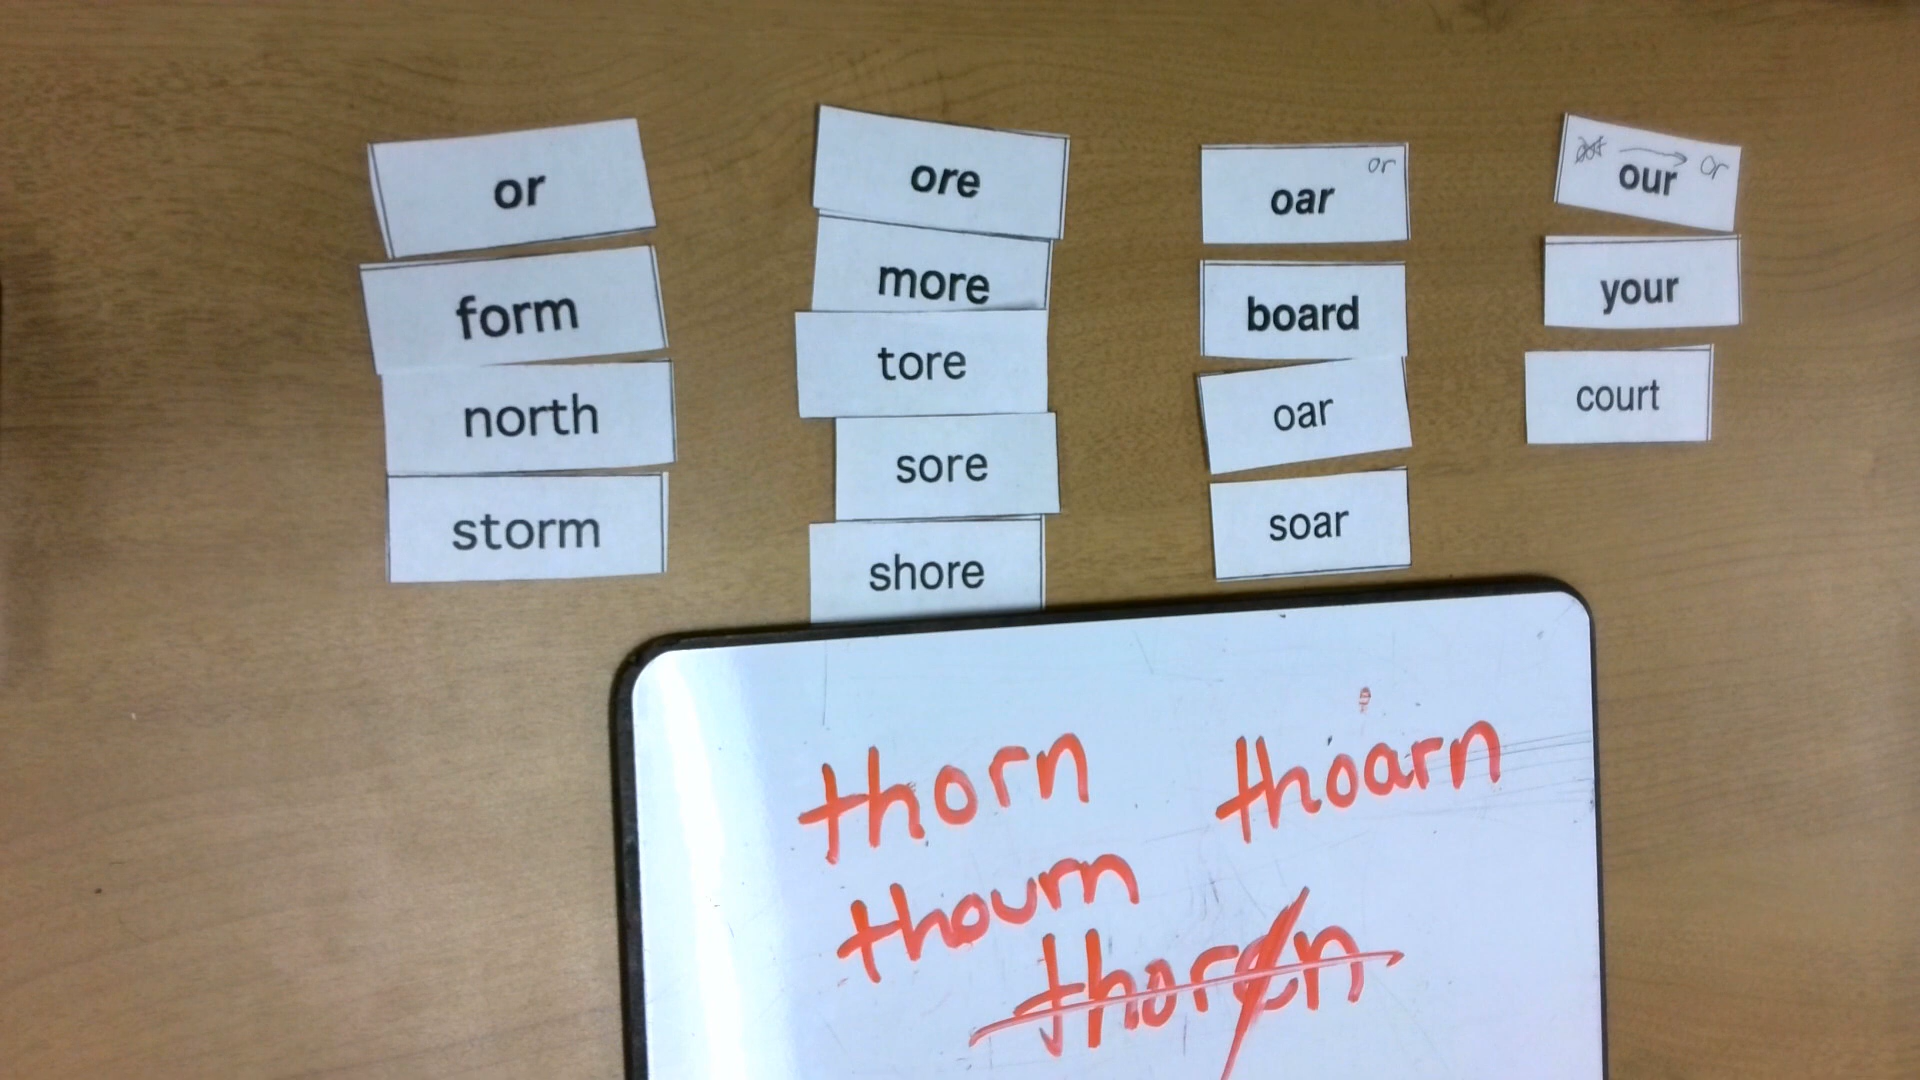 or
form
north
storm
ore
more
tore
sore
shore
or
oar
board
oar
soar
or
our
your
court
thorn
thoarn
thourn
thoren